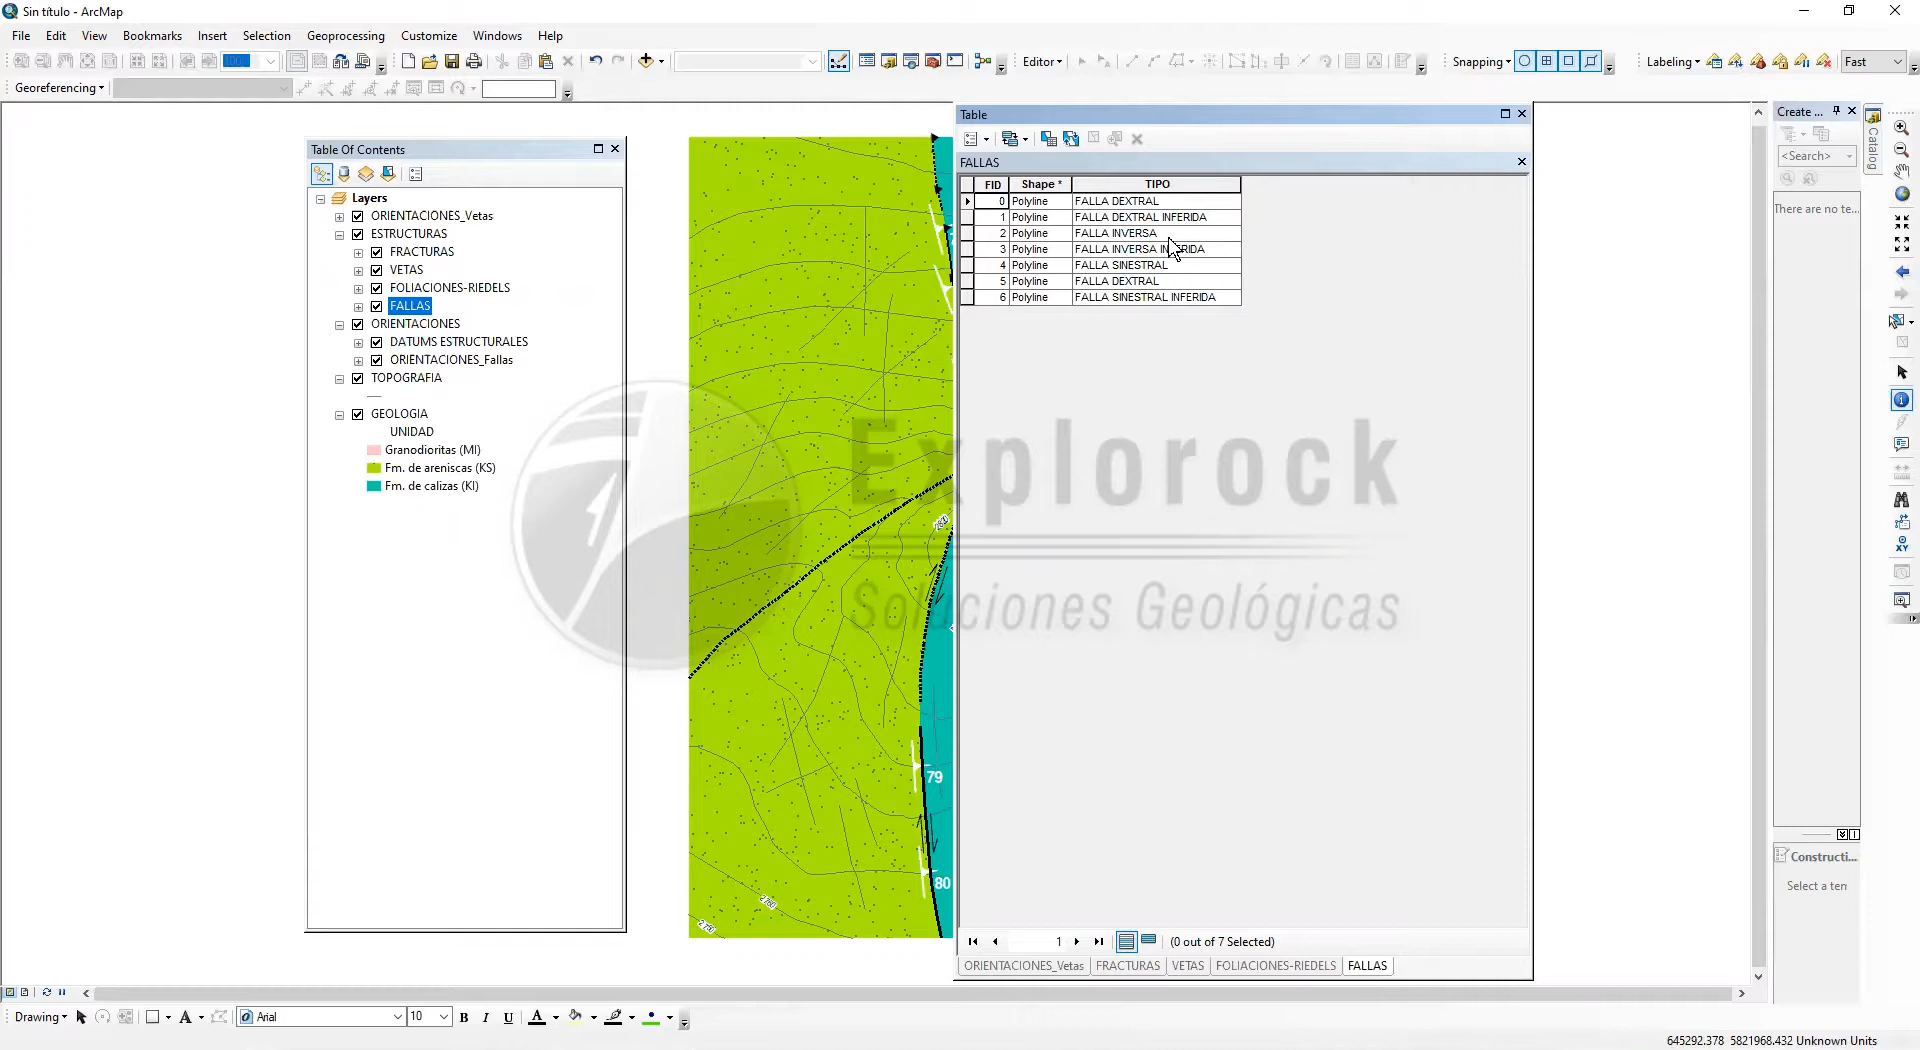 Sin título - ArcMap
File Edit View Bookmarks Insert Selection Geoprocessing Customize Windows Help
100%
Editor
Snapping
Labeling
Fast
Georeferencing
Table Of Contents
Layers
ORIENTACIONES_Vetas
ESTRUCTURAS
FRACTURAS
VETAS
FOLIACIONES-RIEDELS
FALLAS
ORIENTACIONES
DATUMS ESTRUCTURALES
ORIENTACIONES_Fallas
TOPOGRAFIA
GEOLOGIA
UNIDAD
Granodioritas (MI)
Fm. de areniscas (KS)
Fm. de calizas (KI)
2800
79
80
2760
2750
Table
FALLAS
FID Shape * TIPO
0 Polyline FALLA DEXTRAL
1 Polyline FALLA DEXTRAL INFERIDA
2 Polyline FALLA INVERSA
3 Polyline FALLA INVERSA
4 Polyline FALLA SINESTRAL
5 Polyline FALLA DEXTRAL
6 Polyline FALLA SINESTRAL INFERIDA
Explorock
Soluciones Geológicas
1 (0 out of 7 Selected)
ORIENTACIONES_Vetas FRACTURAS VETAS FOLIACIONES-RIEDELS FALLAS
Create ...
Catalog
<Search>
There are no te...
Constructi...
Select a ten
Drawing A Arial 10 B I U A
645292.378 5821968.432 Unknown Units